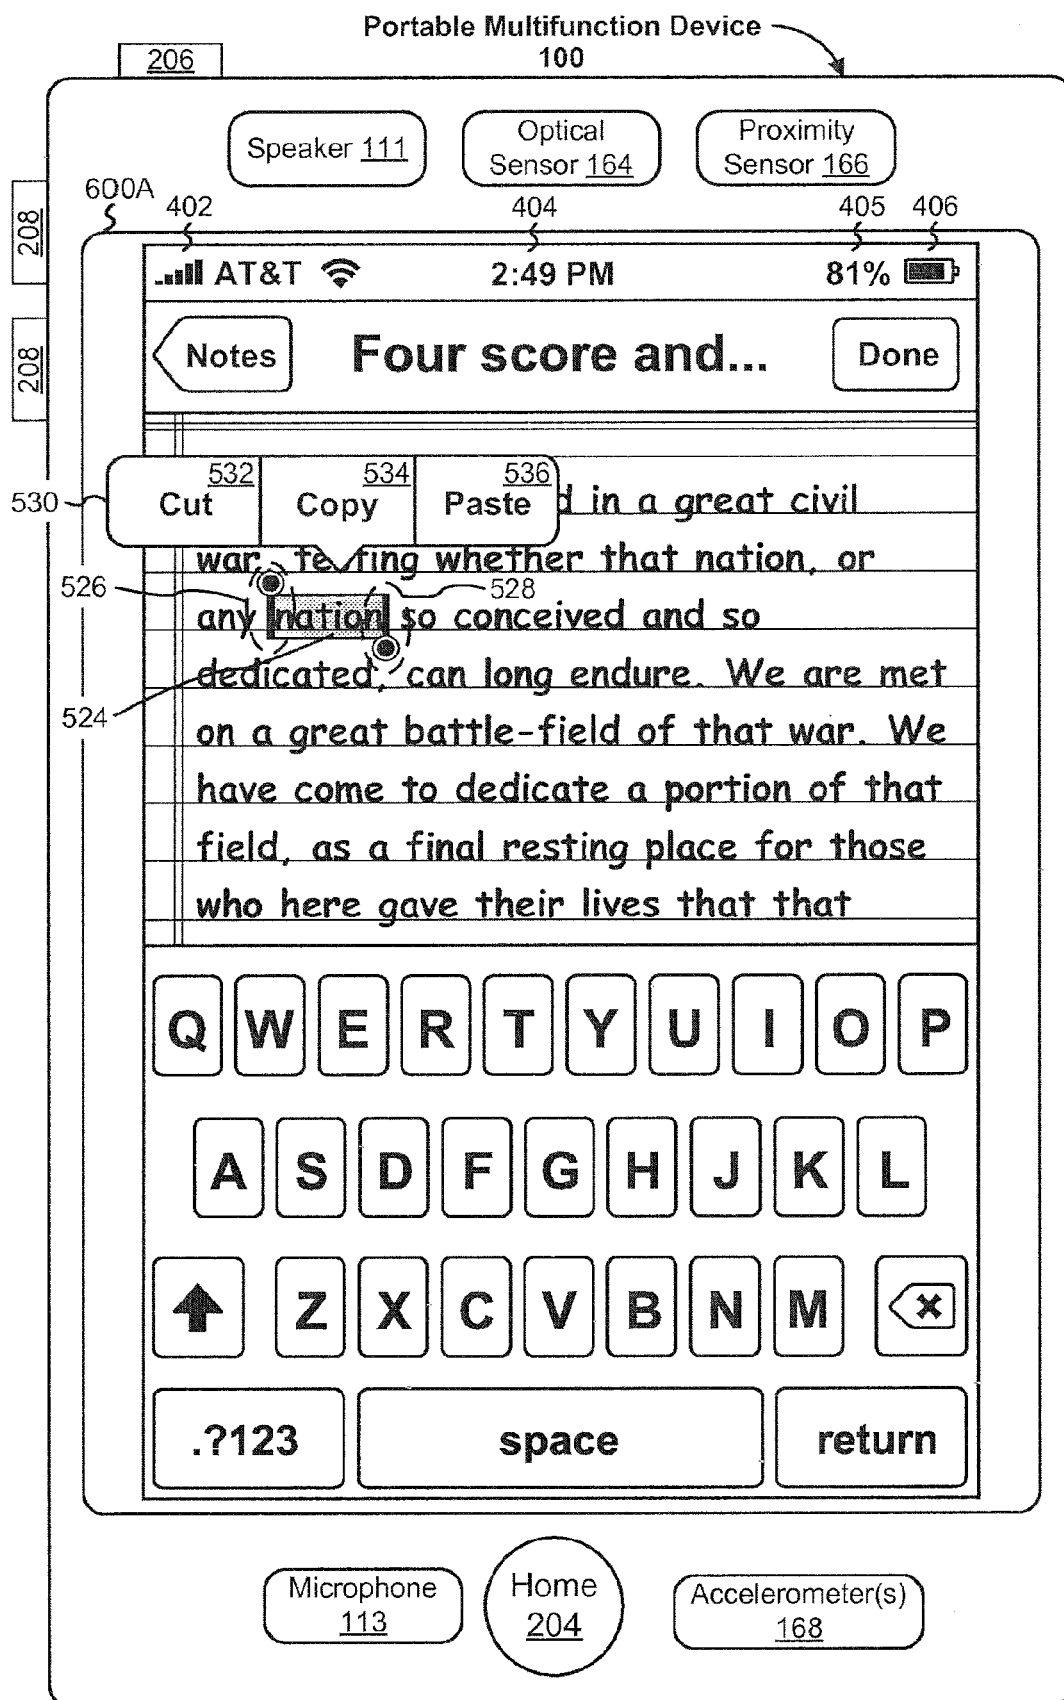 Portable Multifunction Device
100
206
Speaker 111
Optical
Sensor 164
Proximity
Sensor 166
600A
402
404
405
406
208
AT&T
2:49 PM
81%
208
Notes
Four score and...
Done
530
532
Cut
534
Copy
536
Paste
d in a great civil
war, te ting whether that nation, or
526
528
any nation so conceived and so
dedicated, can long endure. We are met
524
on a great battle-field of that war. We
have come to dedicate a portion of that
field, as a final resting place for those
who here gave their lives that that
Q W E R T Y U I O P
A S D F G H J K L
Z X C V B N M
.?123
space
return
Microphone
113
Home
204
Accelerometer(s)
168